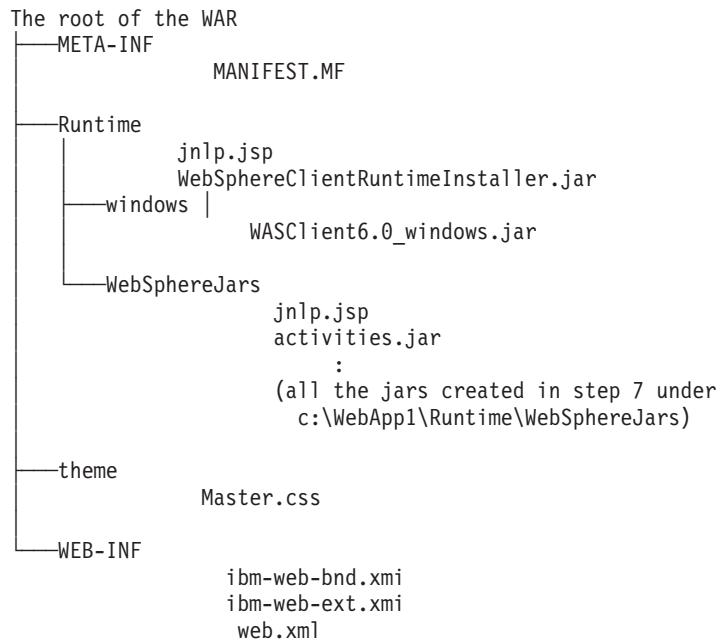 The root of the WAR
META-INF
MANIFEST.MF
Runtime
jnlp.jsp
WebSphereClientRuntimeInstaller.jar
windows
WASClient6.0_windows.jar
WebSphereJars
jnlp.jsp
activities.jar
:
(all the jars created in step 7 under
c:\WebApp1\Runtime\WebSphereJars)
theme
Master.css
WEB-INF
ibm-web-bnd.xmi
ibm-web-ext.xmi
web.xml